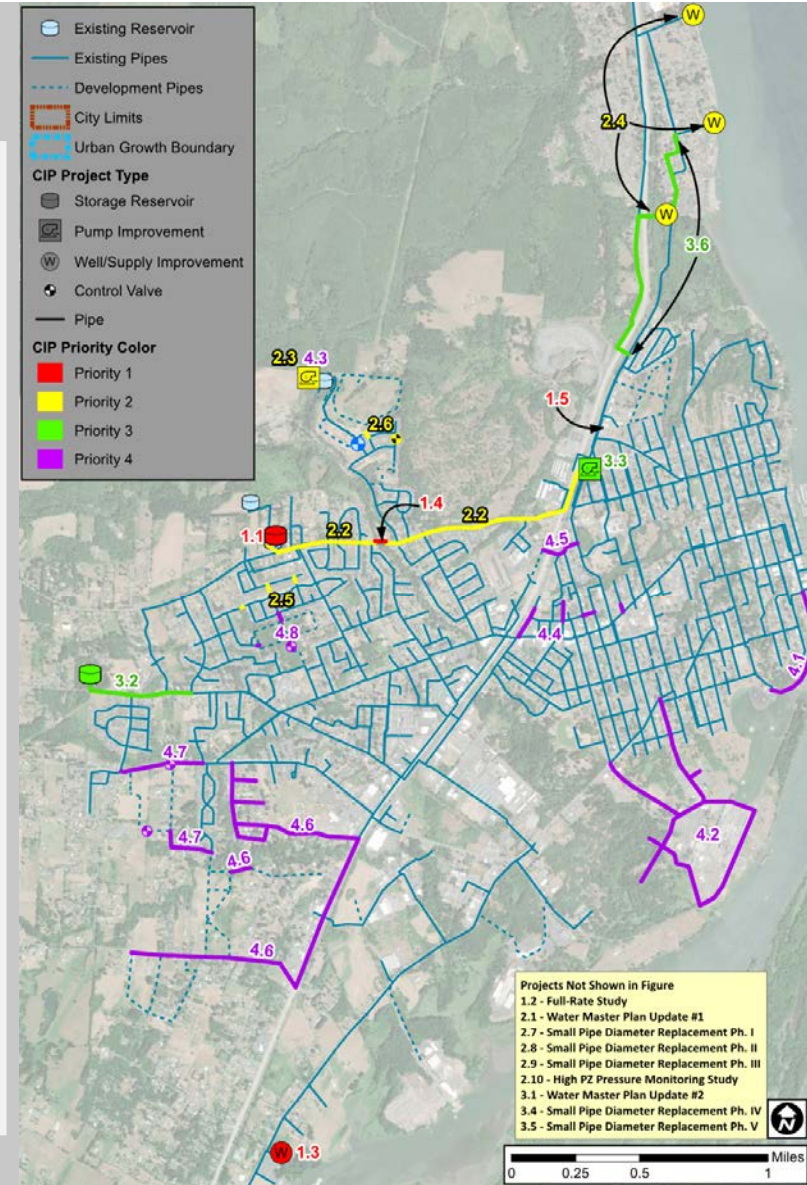 Existing Reservoir
Existing Pipes
Development Pipes
City Limits
Urban Growth Boundary
CIP Project Type
Storage Reservoir
Pump Improvement
W Well/Supply Improvement
Control Valve
Pipe
CIP Priority Color
Priority 1
Priority 2
Priority 3
Priority 4
W
2.4
W
W
3.6
2.3 4.3
1.5
2.6
3.3
1.4
2.2
2.2
1.1
4.5
2.5
4.8
4.4
4.1
3.2
4.7
4.6
4.7
4.6
4.2
4.6
W 1.3
Projects Not Shown in Figure
1.2 - Full-Rate Study
2.1 - Water Master Plan Update #1
2.7 - Small Pipe Diameter Replacement Ph. I
2.8 - Small Pipe Diameter Replacement Ph. II
2.9 - Small Pipe Diameter Replacement Ph. III
2.10 - High PZ Pressure Monitoring Study
3.1 - Water Master Plan Update #2
3.4 - Small Pipe Diameter Replacement Ph. IV
3.5 - Small Pipe Diameter Replacement Ph. V
N
Miles
0 0.25 0.5 1